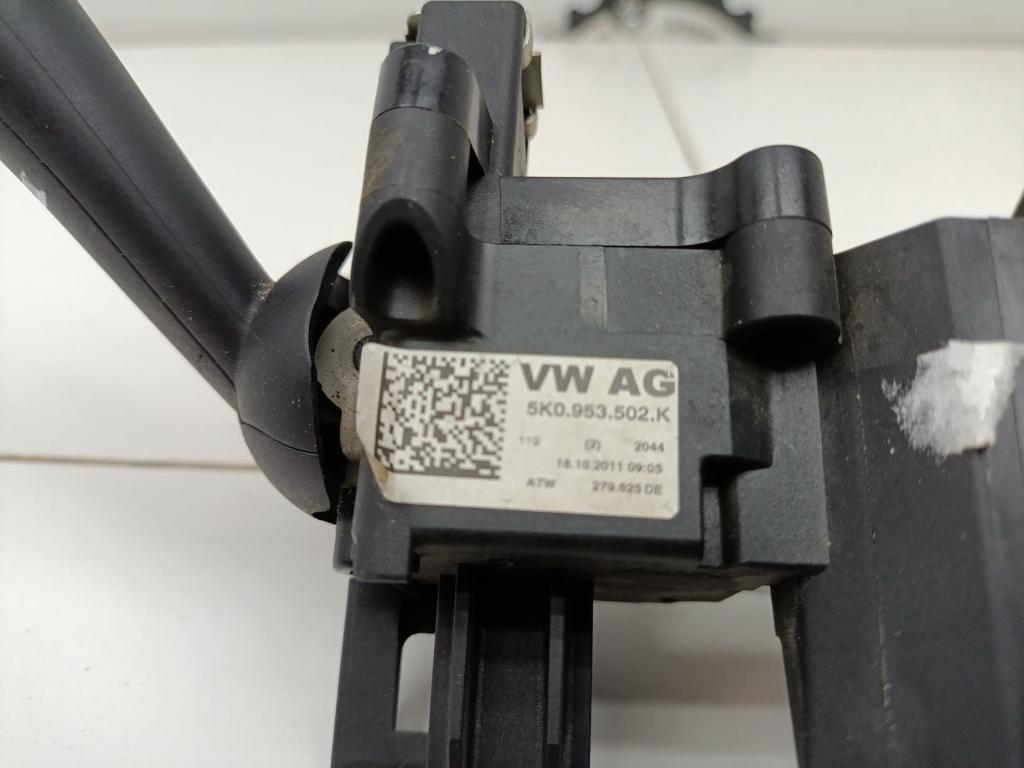 VW AG
5K0.953.502.K
119 (2) 2044
18.10.2011 09:05
ATW 279.625 DE